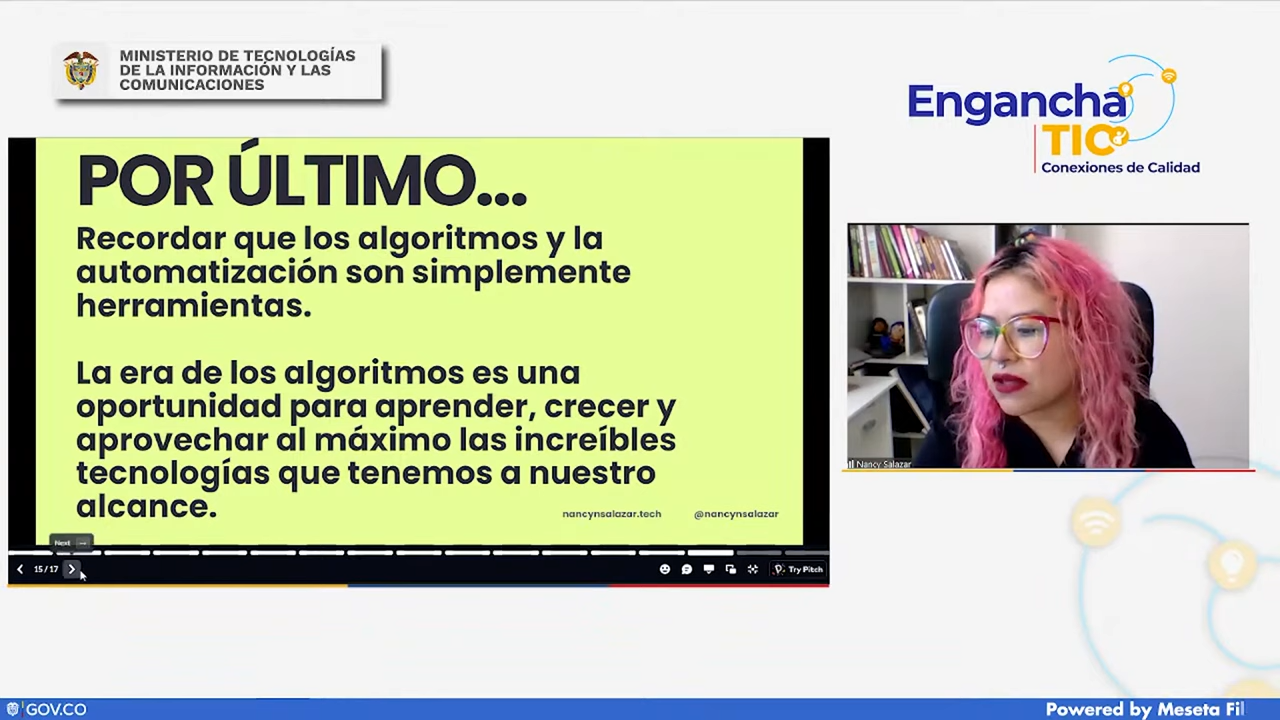 MINISTERIO DE TECNOLOGÍAS
DE LA INFORMACIÓN Y LAS
COMUNICACIONES
Engancha
TIC
Conexiones de Calidad
POR ÚLTIMO...
Recordar que los algoritmos y la
automatización son simplemente
herramientas.
La era de los algoritmos es una
oportunidad para aprender, crecer y
aprovechar al máximo las increíbles
tecnologías que tenemos a nuestro
alcance.
nancynsalazar.tech @nancynsalazar
Next
15/17
Try Pitch
Nancy Salazar
GOV.CO
Powered by Meseta Fil